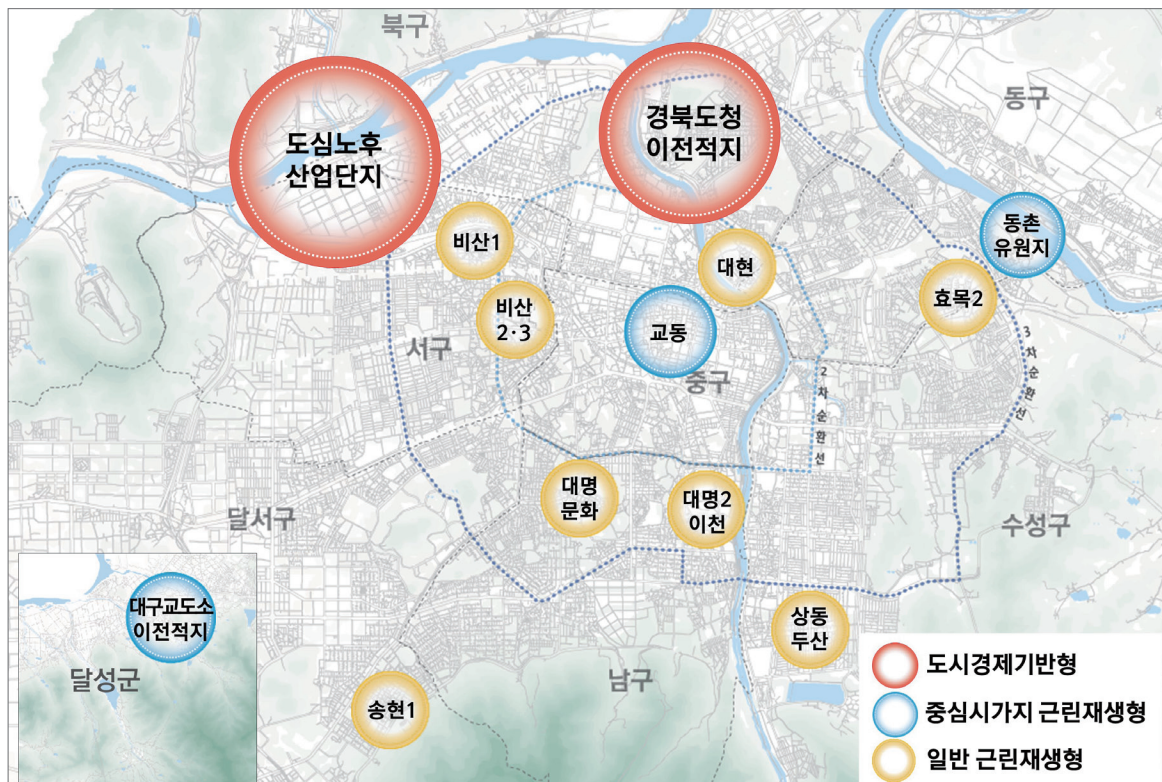 북구
도심노후
산업단지
경북도청
이전적지
동구
동촌
유원지
비산1
대현
효목2
비산
2·3
교동
서구
중구
2차순환선
3차순환선
대명
문화
대명2
이천
달서구
수성구
대구교도소
이전적지
달성군
상동
두산
남구
송현1
도시경제기반형
중심시가지 근린재생형
일반 근린재생형